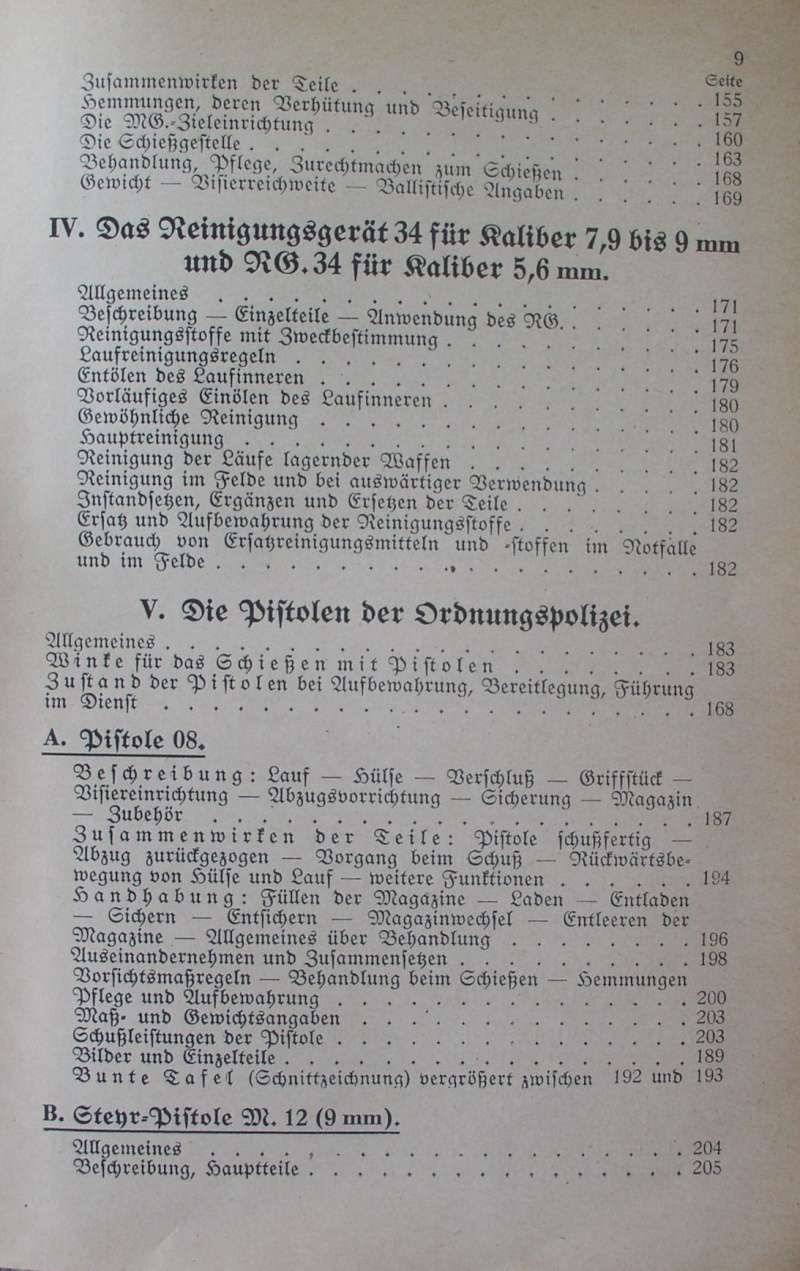 9
Seite
Zusammenwirken der Teile . . . . . . . . . . . . . . . 155
Hemmungen, deren Verhütung und Beseitigung . . . . . . . 157
Die MG.-Zieleinrichtung . . . . . . . . . . . . . . . . 160
Die Schießgestelle . . . . . . . . . . . . . . . . . . 163
Behandlung, Pflege, Zurechtmachen zum Schießen . . . . . . 168
Gewicht — Visierreichweite — Ballistische Angaben . . . . . . 169
IV. Das Reinigungsgerät 34 für Kaliber 7,9 bis 9 mm
und RG. 34 für Kaliber 5,6 mm.
Allgemeines . . . . . . . . . . . . . . . . . . . . 171
Beschreibung — Einzelteile — Anwendung des RG. . . . . . . 171
Reinigungsstoffe mit Zweckbestimmung . . . . . . . . . . . 175
Laufreinigungsregeln . . . . . . . . . . . . . . . . . 176
Entölen des Laufinneren . . . . . . . . . . . . . . . . 179
Vorläufiges Einölen des Laufinneren . . . . . . . . . . . 180
Gewöhnliche Reinigung . . . . . . . . . . . . . . . . 180
Hauptreinigung . . . . . . . . . . . . . . . . . . . 181
Reinigung der Läufe lagernder Waffen . . . . . . . . . . 182
Reinigung im Felde und bei auswärtiger Verwendung . . . . . 182
Instandsetzen, Ergänzen und Ersetzen der Teile . . . . . . . . 182
Ersatz und Aufbewahrung der Reinigungsstoffe . . . . . . . . 182
Gebrauch von Ersatzreinigungsmitteln und -stoffen im Notfalle
und im Felde . . . . . . . . . . . . . . . . . . . . 182
V. Die Pistolen der Ordnungspolizei.
Allgemeines . . . . . . . . . . . . . . . . . . . . . . 183
Winke für das Schießen mit Pistolen . . . . . . . . 183
Zustand der Pistolen bei Aufbewahrung, Bereitlegung, Führung
im Dienst . . . . . . . . . . . . . . . . . . . . . . 168
A. Pistole 08.
Beschreibung: Lauf — Hülse — Verschluß — Griffstück —
Visiereinrichtung — Abzugsvorrichtung — Sicherung — Magazin
— Zubehör . . . . . . . . . . . . . . . . . . . . 187
Zusammenwirken der Teile: Pistole schußfertig —
Abzug zurückgezogen — Vorgang beim Schuß — Rückwärtsbe-
wegung von Hülse und Lauf — weitere Funktionen . . . . . . 194
Handhabung: Füllen der Magazine — Laden — Entladen
— Sichern — Entsichern — Magazinwechsel — Entleeren der
Magazine — Allgemeines über Behandlung . . . . . . . . 196
Auseinandernehmen und Zusammensetzen . . . . . . . . . . 198
Vorsichtsmaßregeln — Behandlung beim Schießen — Hemmungen
Pflege und Aufbewahrung . . . . . . . . . . . . . . . 200
Maß- und Gewichtsangaben . . . . . . . . . . . . . . 203
Schußleistungen der Pistole . . . . . . . . . . . . . . . 203
Bilder und Einzelteile . . . . . . . . . . . . . . . . . 189
Bunte Tafel (Schnittzeichnung) vergrößert zwischen 192 und 193
B. Steyr-Pistole M. 12 (9 mm).
Allgemeines . . . . . . . . . . . . . . . . . . . . 204
Beschreibung, Hauptteile . . . . . . . . . . . . . . . . 205